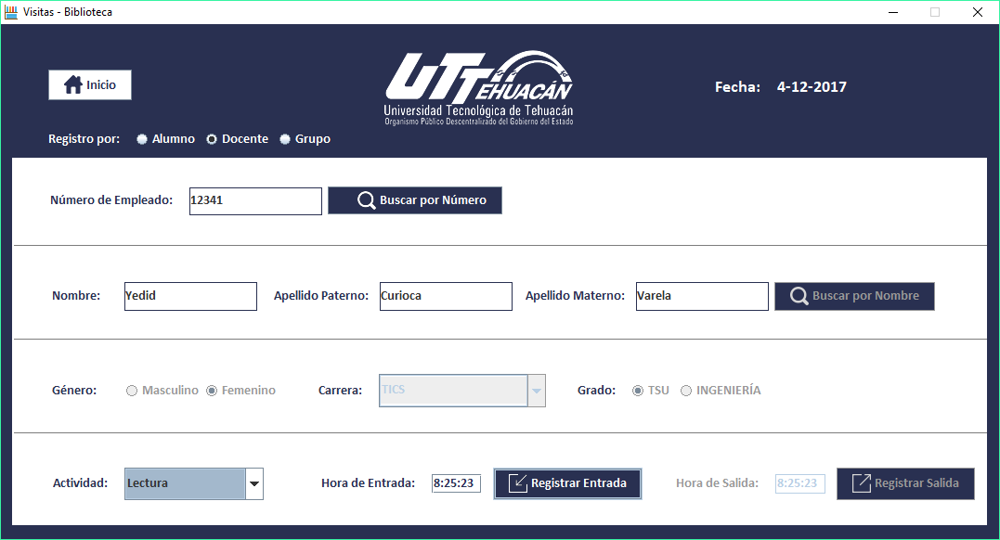 Visitas - Biblioteca
Inicio
UTTEHUACÁN
Universidad Tecnológica de Tehuacán
Organismo Público Descentralizado del Gobierno del Estado
Fecha: 4-12-2017
Registro por: Alumno Docente Grupo
Número de Empleado: 12341 Buscar por Número
Nombre: Yedid Apellido Paterno: Curioca Apellido Materno: Varela Buscar por Nombre
Género: Masculino Femenino Carrera: TICS Grado: TSU INGENIERÍA
Actividad: Lectura Hora de Entrada: 8:25:23 Registrar Entrada Hora de Salida: 8:25:23 Registrar Salida